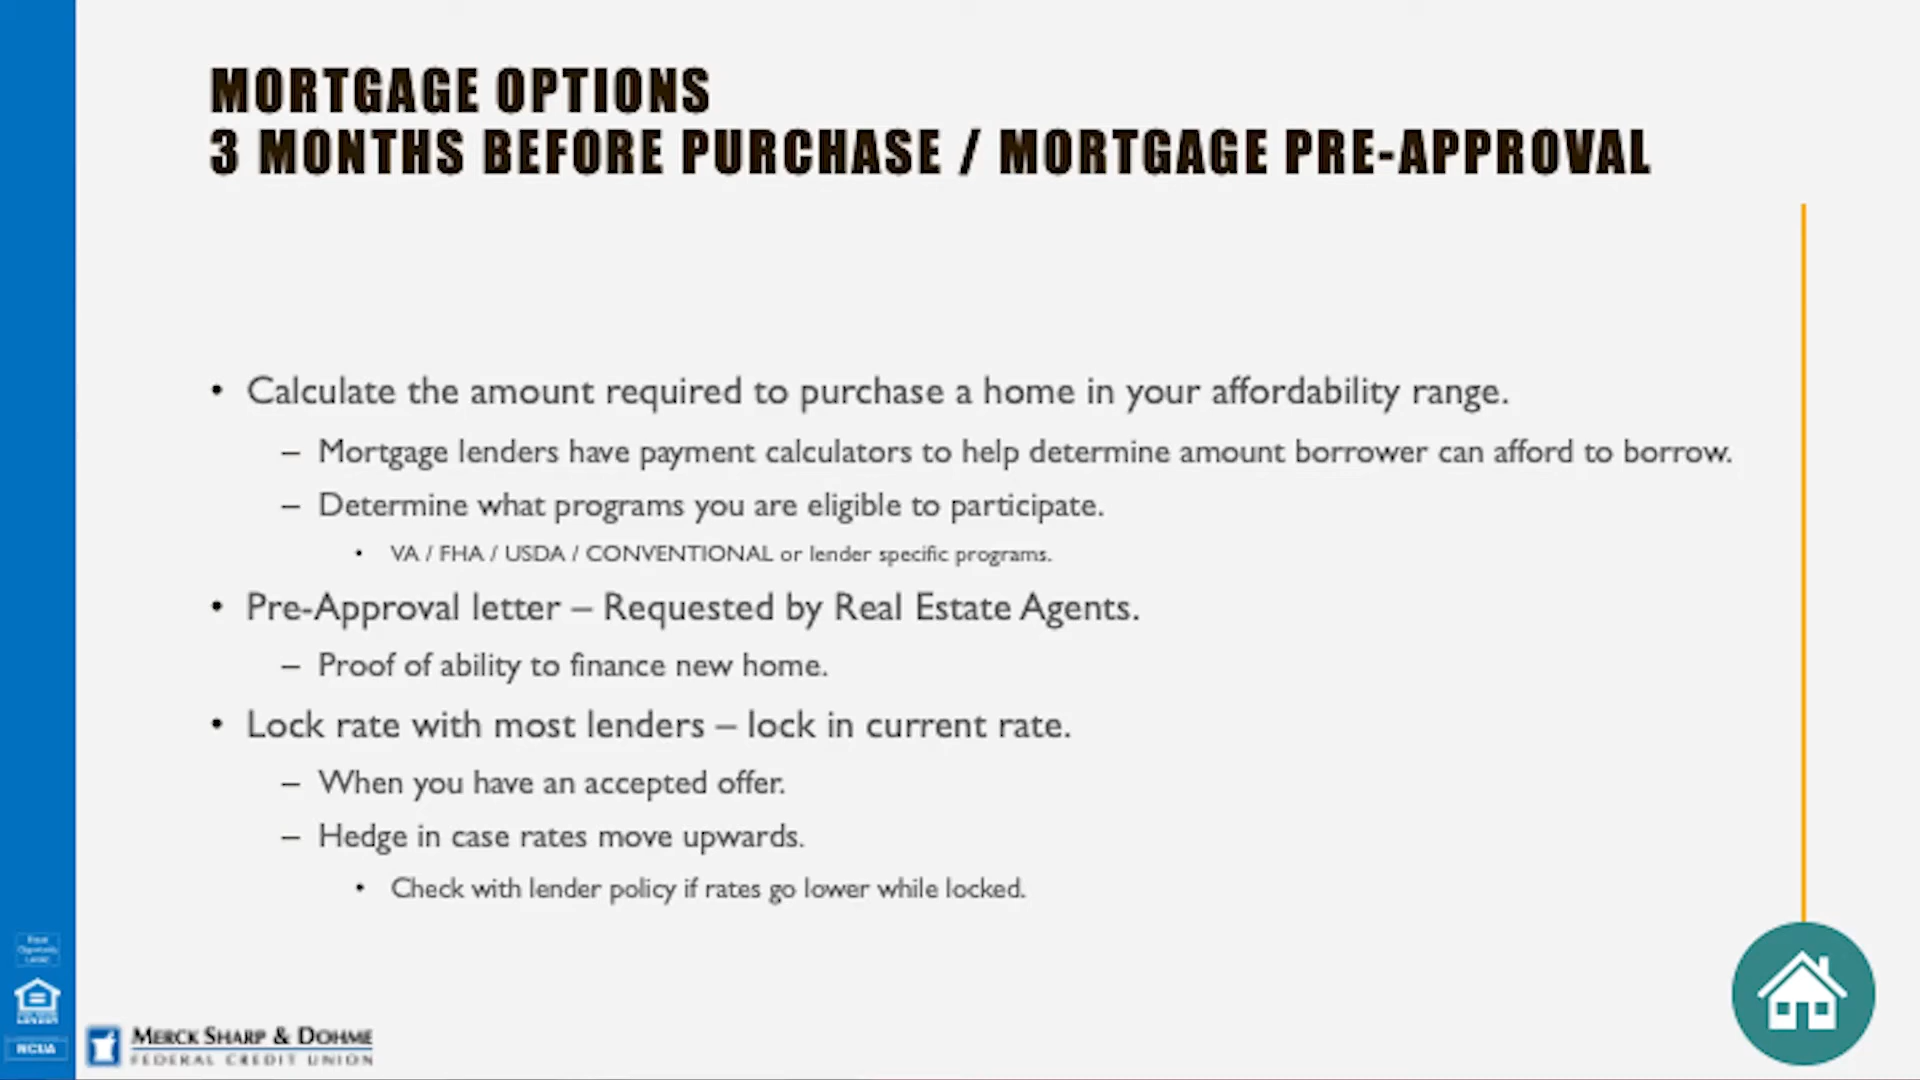 MORTGAGE OPTIONS
3 MONTHS BEFORE PURCHASE / MORTGAGE PRE-APPROVAL
• Calculate the amount required to purchase a home in your affordability range.
– Mortgage lenders have payment calculators to help determine amount borrower can afford to borrow.
– Determine what programs you are eligible to participate.
• VA / FHA / USDA / CONVENTIONAL or lender specific programs.
• Pre-Approval letter – Requested by Real Estate Agents.
– Proof of ability to finance new home.
• Lock rate with most lenders – lock in current rate.
– When you have an accepted offer.
– Hedge in case rates move upwards.
• Check with lender policy if rates go lower while locked.
Equal
Opportunity
Lender
NCUA
MERCK SHARP & DOHME
FEDERAL CREDIT UNION